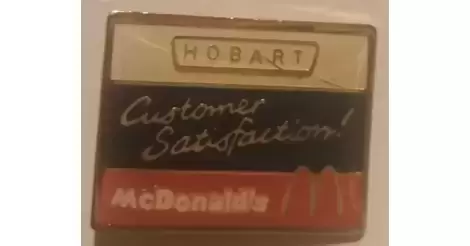 HOBART
Customer
Satisfaction!
McDonald's